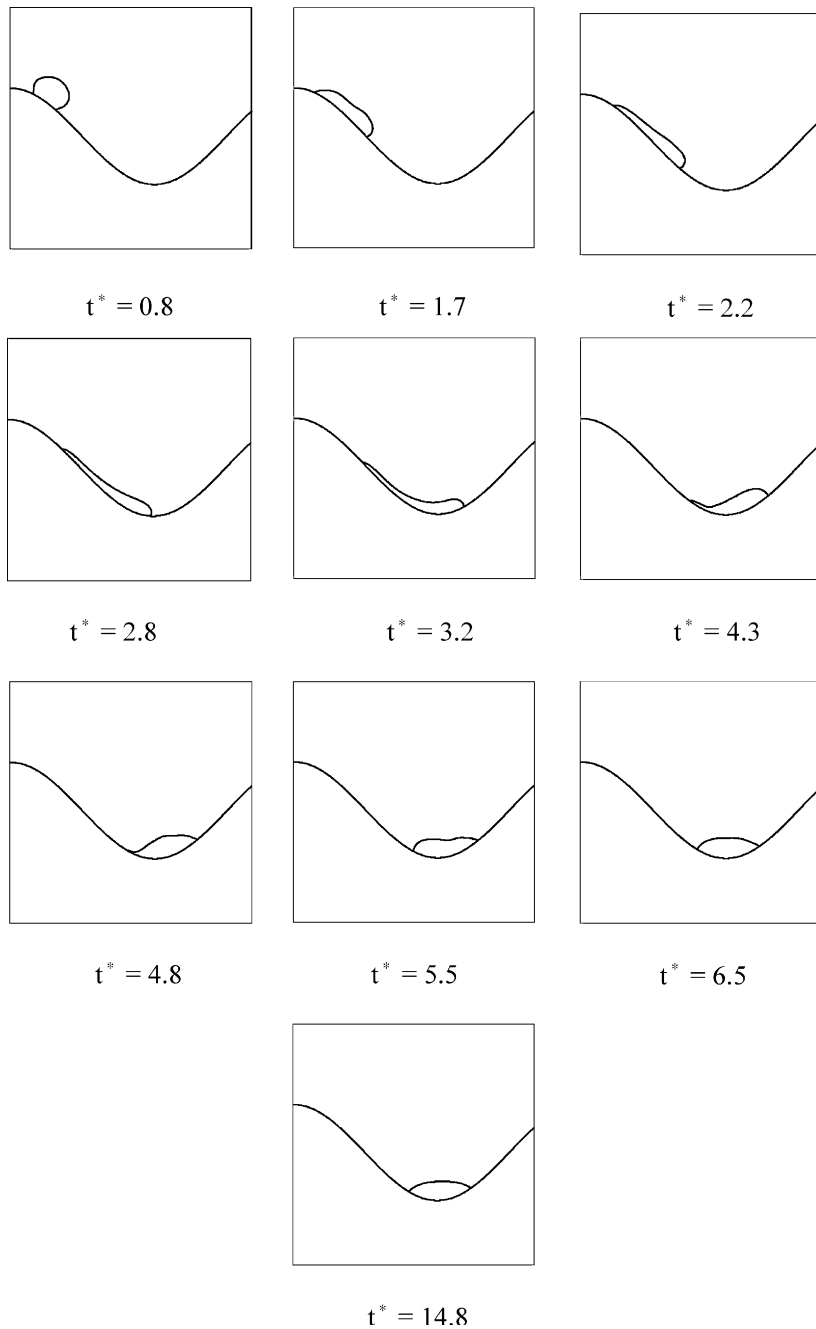 t* = 0.8
t* = 1.7
t* = 2.2
t* = 2.8
t* = 3.2
t* = 4.3
t* = 4.8
t* = 5.5
t* = 6.5
t* = 14.8